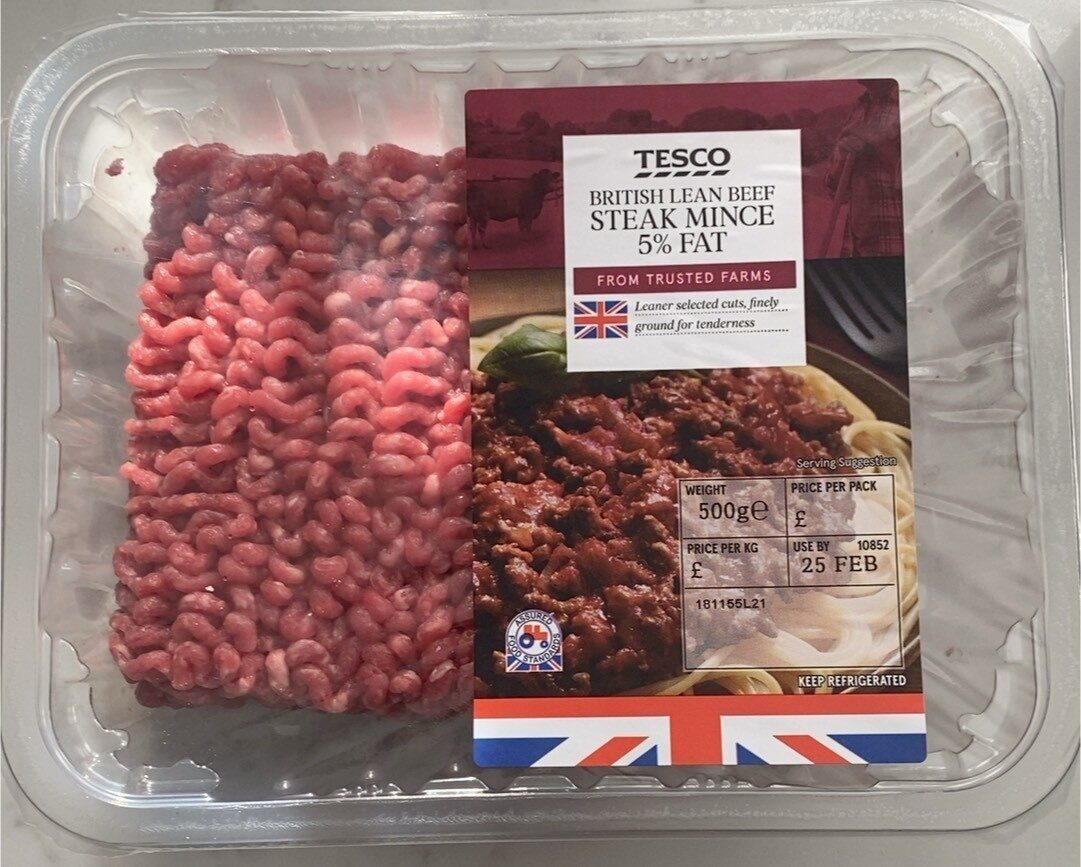 TESCO
BRITISH LEAN BEEF
STEAK MINCE
5% FAT
FROM TRUSTED FARMS
Leaner selected cuts, finely
ground for tenderness
Serving Suggestion
WEIGHT
500g℮
PRICE PER PACK
£
PRICE PER KG
£
USE BY 10852
25 FEB
181155L21
ASSURED
FOOD STANDARDS
KEEP REFRIGERATED